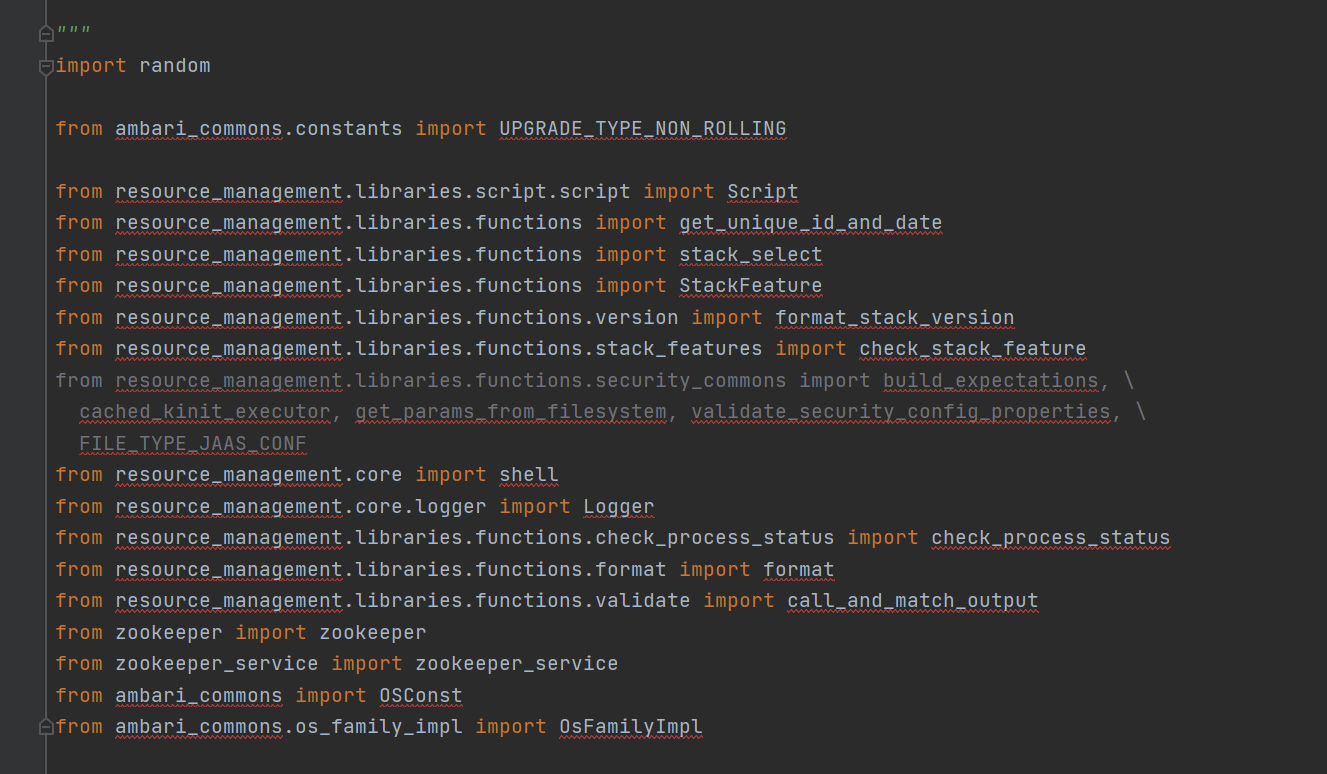 """
import random
from ambari_commons.constants import UPGRADE_TYPE_NON_ROLLING
from resource_management.libraries.script.script import Script
from resource_management.libraries.functions import get_unique_id_and_date
from resource_management.libraries.functions import stack_select
from resource_management.libraries.functions import StackFeature
from resource_management.libraries.functions.version import format_stack_version
from resource_management.libraries.functions.stack_features import check_stack_feature
from resource_management.libraries.functions.security_commons import build_expectations, \
  cached_kinit_executor, get_params_from_filesystem, validate_security_config_properties, \
  FILE_TYPE_JAAS_CONF
from resource_management.core import shell
from resource_management.core.logger import Logger
from resource_management.libraries.functions.check_process_status import check_process_status
from resource_management.libraries.functions.format import format
from resource_management.libraries.functions.validate import call_and_match_output
from zookeeper import zookeeper
from zookeeper_service import zookeeper_service
from ambari_commons import OSConst
from ambari_commons.os_family_impl import OsFamilyImpl